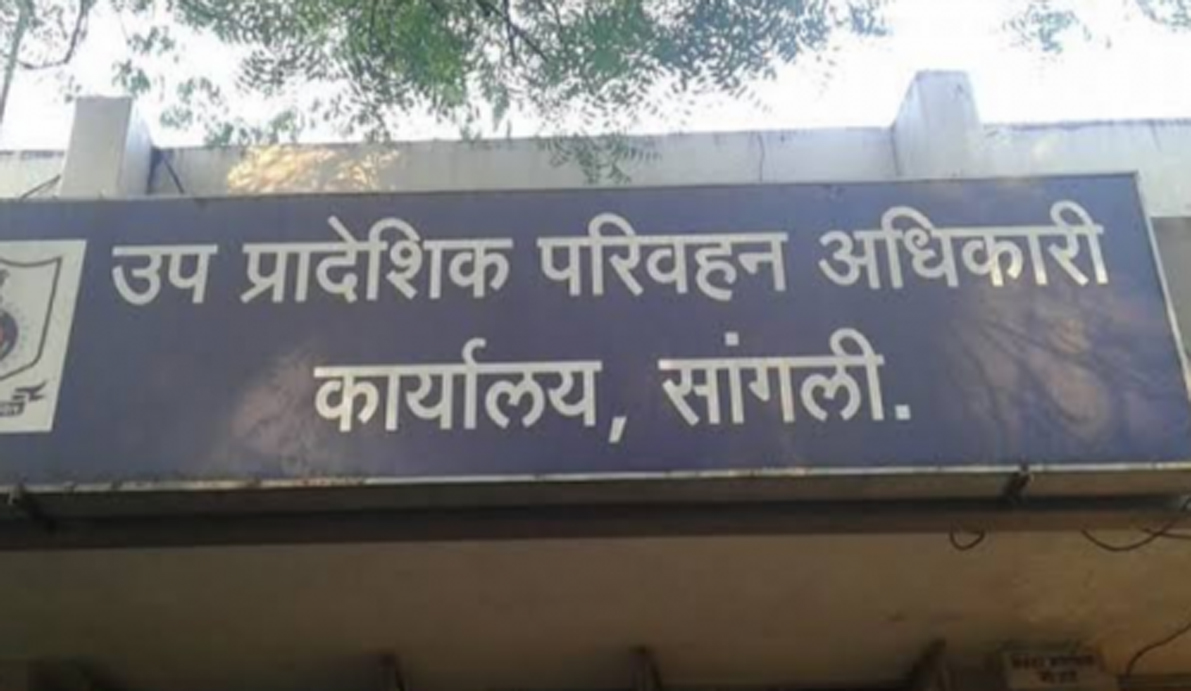 उप प्रादेशिक परिवहन अधिकारी
कार्यालय, सांगली.